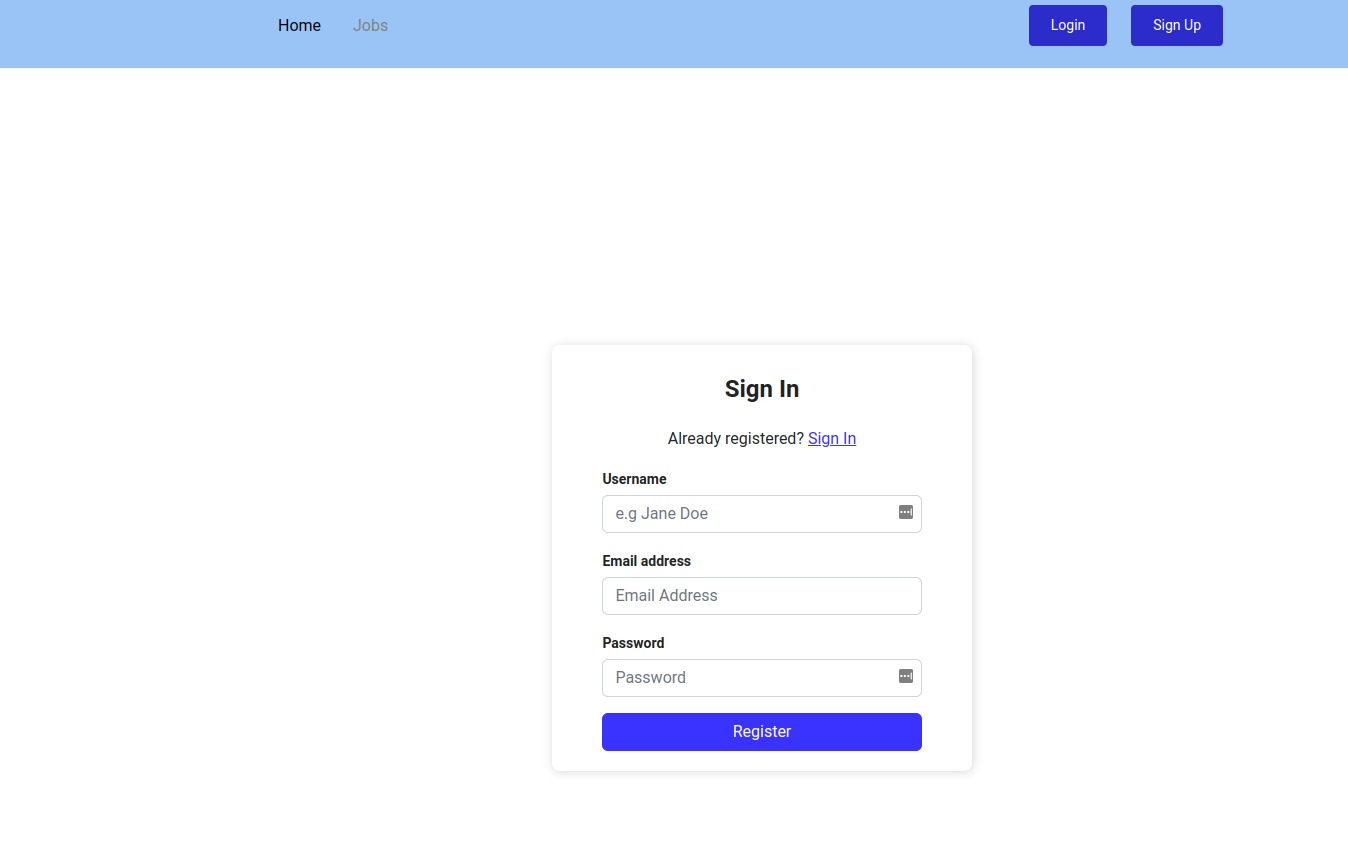 Home Jobs Login Sign Up
Sign In
Already registered? Sign In
Username
e.g Jane Doe
Email address
Email Address
Password
Password
Register